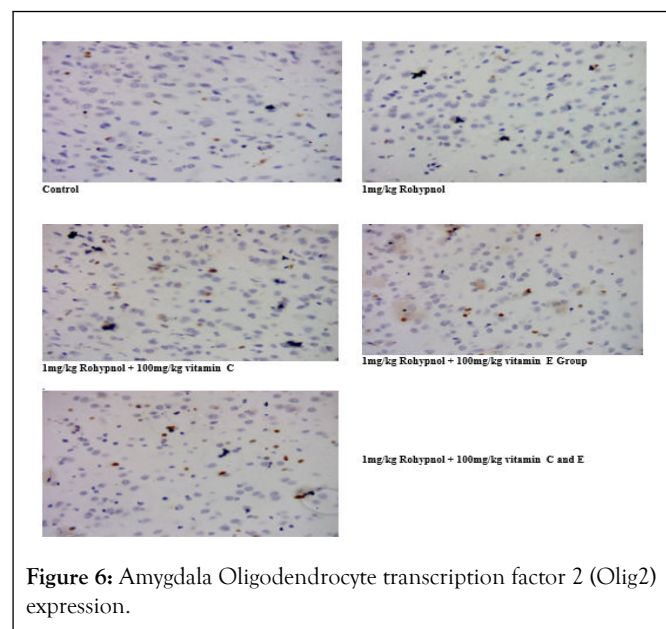 Control
1mg/kg Rohypnol
1mg/kg Rohypnol + 100mg/kg vitamin C
1mg/kg Rohypnol + 100mg/kg vitamin E Group
1mg/kg Rohypnol + 100mg/kg vitamin C and E
Figure 6: Amygdala Oligodendrocyte transcription factor 2 (Olig2)
expression.